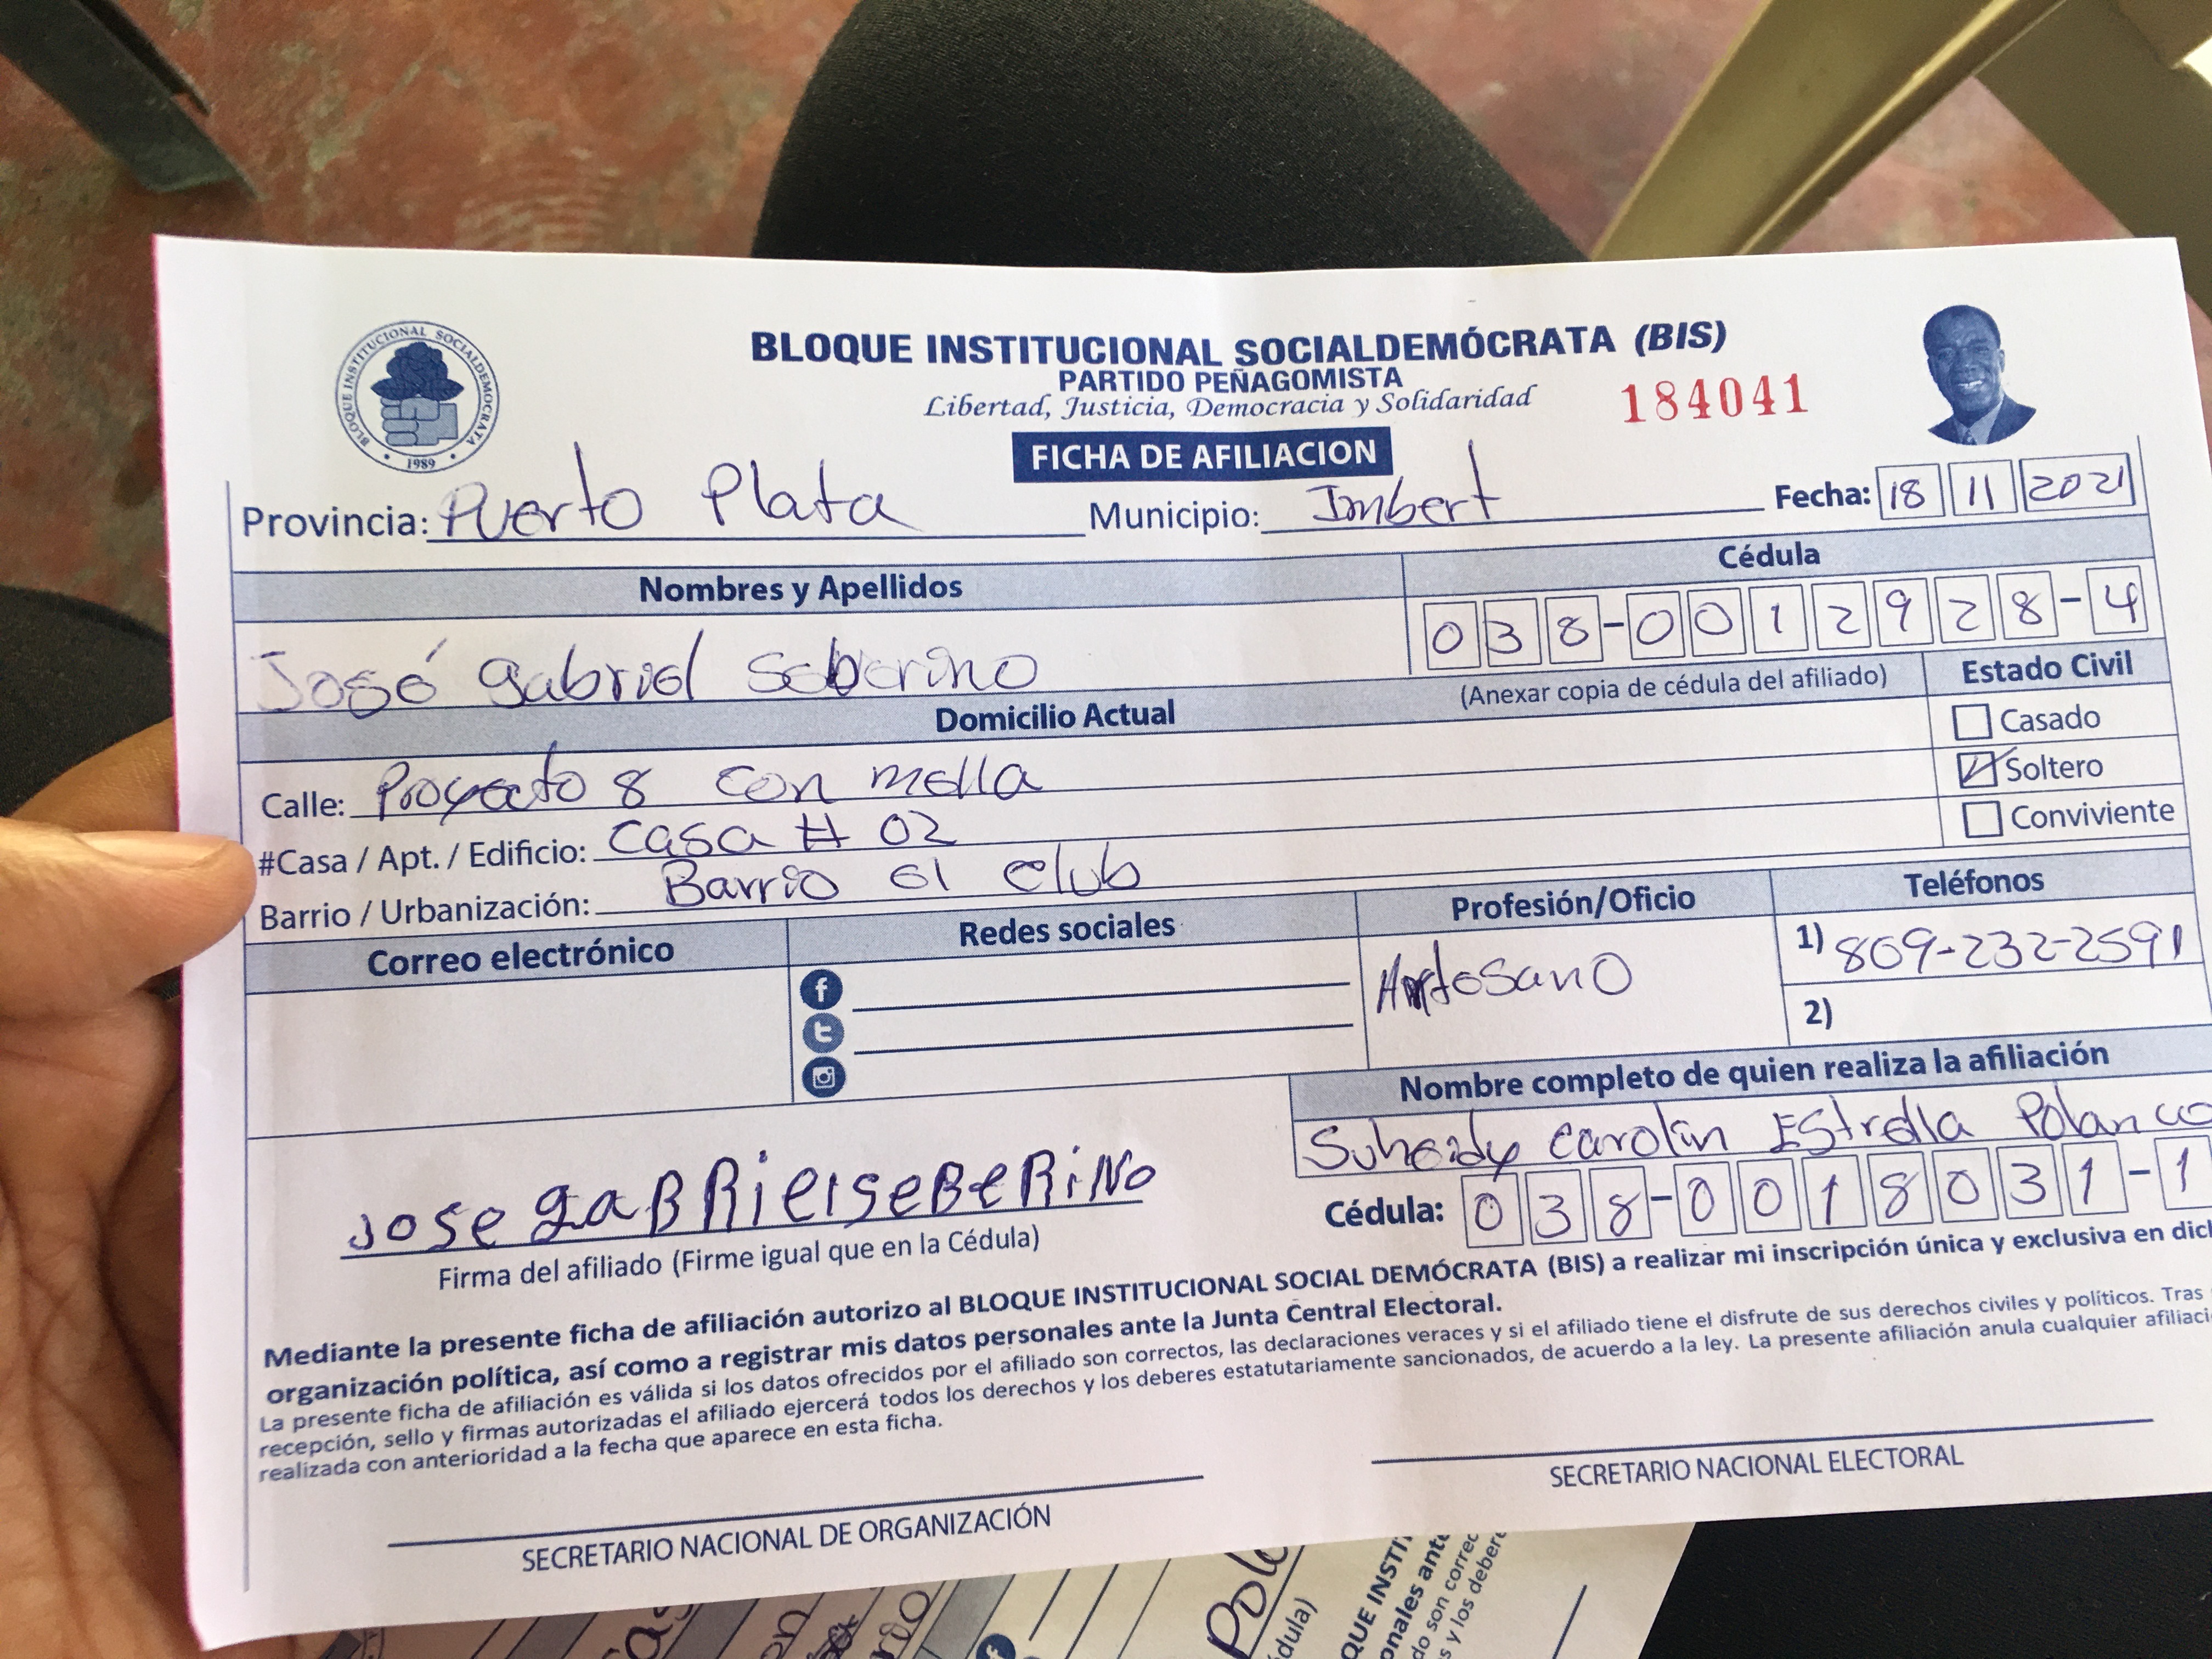 BLOQUE INSTITUCIONAL SOCIALDEMOCRATA
1989
BLOQUE INSTITUCIONAL SOCIALDEMÓCRATA (BIS)
PARTIDO PEÑAGOMISTA
Libertad, Justicia, Democracia y Solidaridad
184041
FICHA DE AFILIACION
Provincia: Puerto Plata Municipio: Imbert Fecha: 18 11 2021
Nombres y Apellidos Cédula
José gabriel Seberino 038-0012928-4
(Anexar copia de cédula del afiliado) Estado Civil
Domicilio Actual
Casado
Calle: Proyecto 8 con mella
Soltero
#Casa / Apt. / Edificio: casa # 02
Conviviente
Barrio / Urbanización: Barrio el club
Correo electrónico Redes sociales Profesión/Oficio Teléfonos
Artesano
1) 809-232-2591
2)
Nombre completo de quien realiza la afiliación
Suheidy Carolin Estrella Polanco
Cédula: 038-0018031-1
Jose gaBRielseBeRiNo
Firma del afiliado (Firme igual que en la Cédula)
Mediante la presente ficha de afiliación autorizo al BLOQUE INSTITUCIONAL SOCIAL DEMÓCRATA (BIS) a realizar mi inscripción única y exclusiva en dich
organización política, así como a registrar mis datos personales ante la Junta Central Electoral.
La presente ficha de afiliación es válida si los datos ofrecidos por el afiliado son correctos, las declaraciones veraces y si el afiliado tiene el disfrute de sus derechos civiles y políticos. Tras
recepción, sello y firmas autorizadas el afiliado ejercerá todos los derechos y los deberes estatutariamente sancionados, de acuerdo a la ley. La presente afiliación anula cualquier afiliaci
realizada con anterioridad a la fecha que aparece en esta ficha.
SECRETARIO NACIONAL DE ORGANIZACIÓN
SECRETARIO NACIONAL ELECTORAL